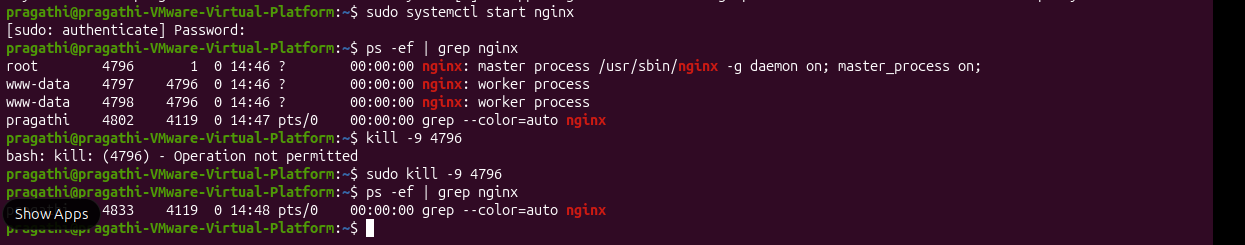 pragathi@pragathi-VMware-Virtual-Platform:~$ sudo systemctl start nginx
[sudo: authenticate] Password:
pragathi@pragathi-VMware-Virtual-Platform:~$ ps -ef | grep nginx
root        4796       1  0 14:46 ?        00:00:00 nginx: master process /usr/sbin/nginx -g daemon on; master_process on;
www-data    4797    4796  0 14:46 ?        00:00:00 nginx: worker process
www-data    4798    4796  0 14:46 ?        00:00:00 nginx: worker process
pragathi    4802    4119  0 14:47 pts/0    00:00:00 grep --color=auto nginx
pragathi@pragathi-VMware-Virtual-Platform:~$ kill -9 4796
bash: kill: (4796) - Operation not permitted
pragathi@pragathi-VMware-Virtual-Platform:~$ sudo kill -9 4796
pragathi@pragathi-VMware-Virtual-Platform:~$ ps -ef | grep nginx
Show Apps    4833    4119  0 14:48 pts/0    00:00:00 grep --color=auto nginx
pragathi@pragathi-VMware-Virtual-Platform:~$